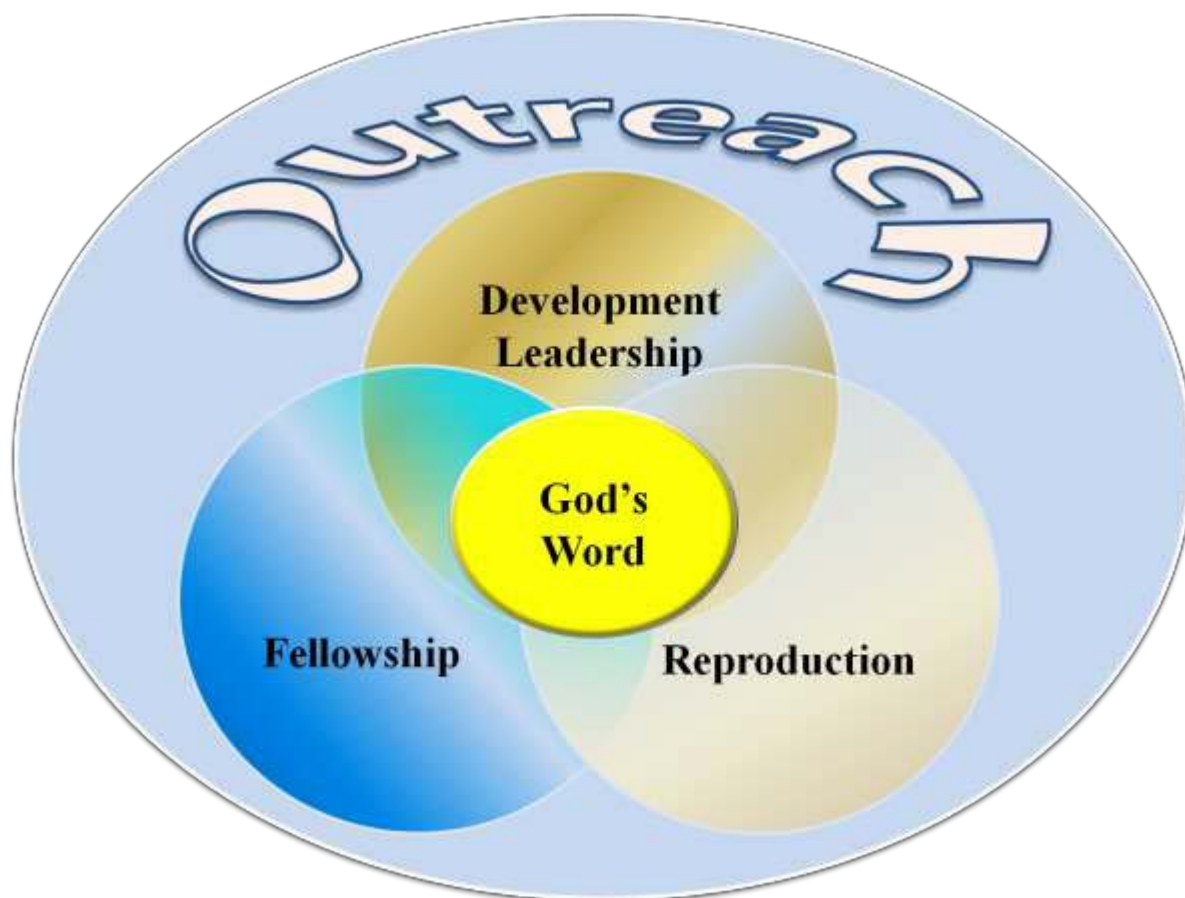 Outreach
Development
Leadership
God's
Word
Fellowship
Reproduction